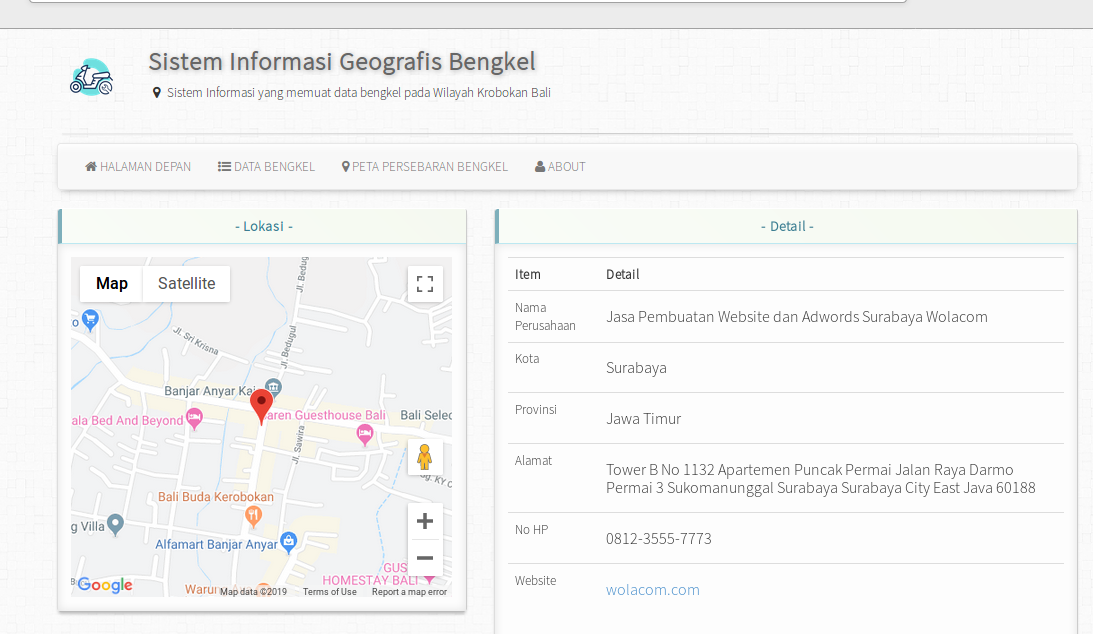 Sistem Informasi Geografis Bengkel
Sistem Informasi yang memuat data bengkel pada Wilayah Krobokan Bali
HALAMAN DEPAN DATA BENGKEL PETA PERSEBARAN BENGKEL ABOUT
- Lokasi -
Map Satellite
Jl. Bedugul
Jl. Sri Krisna
Jl. Bedugul
Banjar Anyar Kaj
ala Bed And Beyond
aren Guesthouse Bali
Bali Selec
Jl. Sawira
ug. KY
Bali Buda Kerobokan
g Villa
Alfamart Banjar Anyar
GUS
HOMESTAY BALI
Warun
Google
Map data ©2019 Terms of Use Report a map error
- Detail -
Item Detail
Nama Perusahaan
Jasa Pembuatan Website dan Adwords Surabaya Wolacom
Kota
Surabaya
Provinsi
Jawa Timur
Alamat
Tower B No 1132 Apartemen Puncak Permai Jalan Raya Darmo
Permai 3 Sukomanunggal Surabaya Surabaya City East Java 60188
No HP
0812-3555-7773
Website
wolacom.com